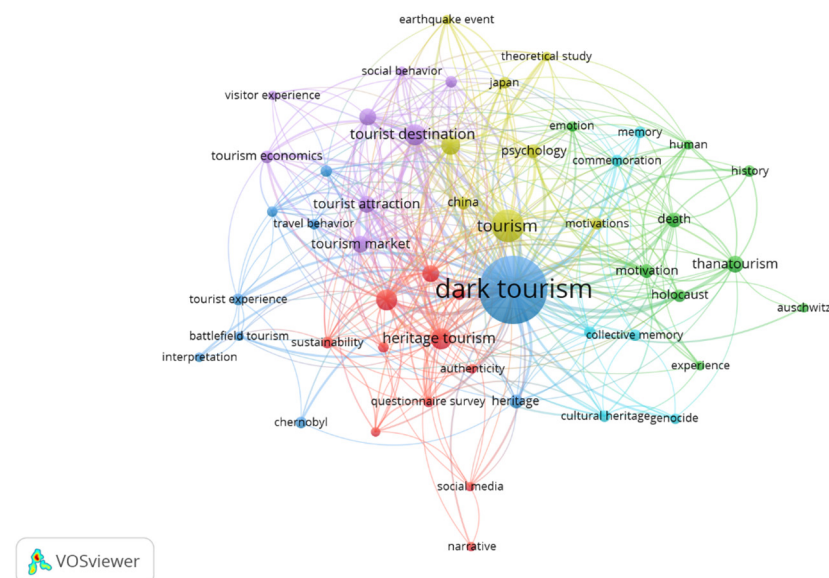 earthquake event
theoretical study
social behavior
japan
visitor experience
emotion
memory
tourist destination
human
psychology
tourism economics
commemoration
history
tourist attraction
china
travel behavior
tourism
motivations
death
tourism market
thanatourism
motivation
dark tourism
holocaust
tourist experience
auschwitz
battlefield tourism
sustainability
heritage tourism
collective memory
interpretation
authenticity
experience
questionnaire survey
heritage
chernobyl
cultural heritage
genocide
social media
narrative
VOSviewer